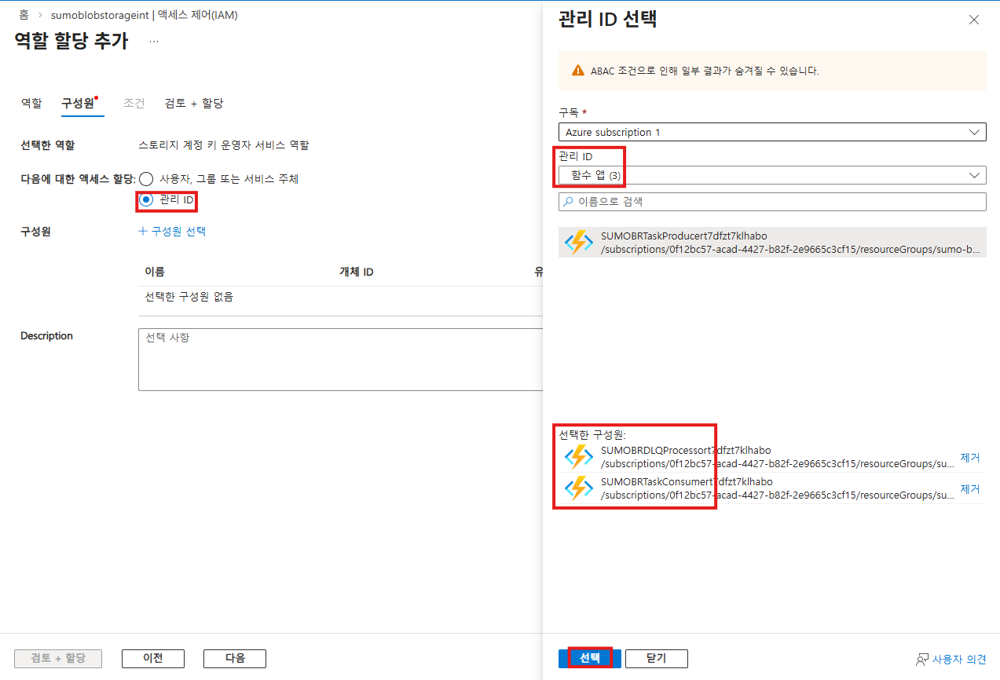 홈 > sumoblobstorageint | 액세스 제어(IAM)
역할 할당 추가 ...
역할 구성원 조건 검토 + 할당
선택한 역할 스토리지 계정 키 운영자 서비스 역할
다음에 대한 액세스 할당: 사용자, 그룹 또는 서비스 주체
관리 ID
구성원 + 구성원 선택
이름 개체 ID 유
선택한 구성원 없음
Description 선택 사항
검토 + 할당 이전 다음
관리 ID 선택
ABAC 조건으로 인해 일부 결과가 숨겨질 수 있습니다.
구독 *
Azure subscription 1
관리 ID
함수 앱 (3)
이름으로 검색
SUMOBRTaskProducert7dfzt7klhabo
/subscriptions/0f12bc57-acad-4427-b82f-2e9665c3cf15/resourceGroups/sumo-b...
선택한 구성원:
SUMOBRDLQProcessort7dfzt7klhabo
/subscriptions/0f12bc57-acad-4427-b82f-2e9665c3cf15/resourceGroups/su... 제거
SUMOBRTaskConsumert7dfzt7klhabo
/subscriptions/0f12bc57-acad-4427-b82f-2e9665c3cf15/resourceGroups/su... 제거
선택 닫기 사용자 의견